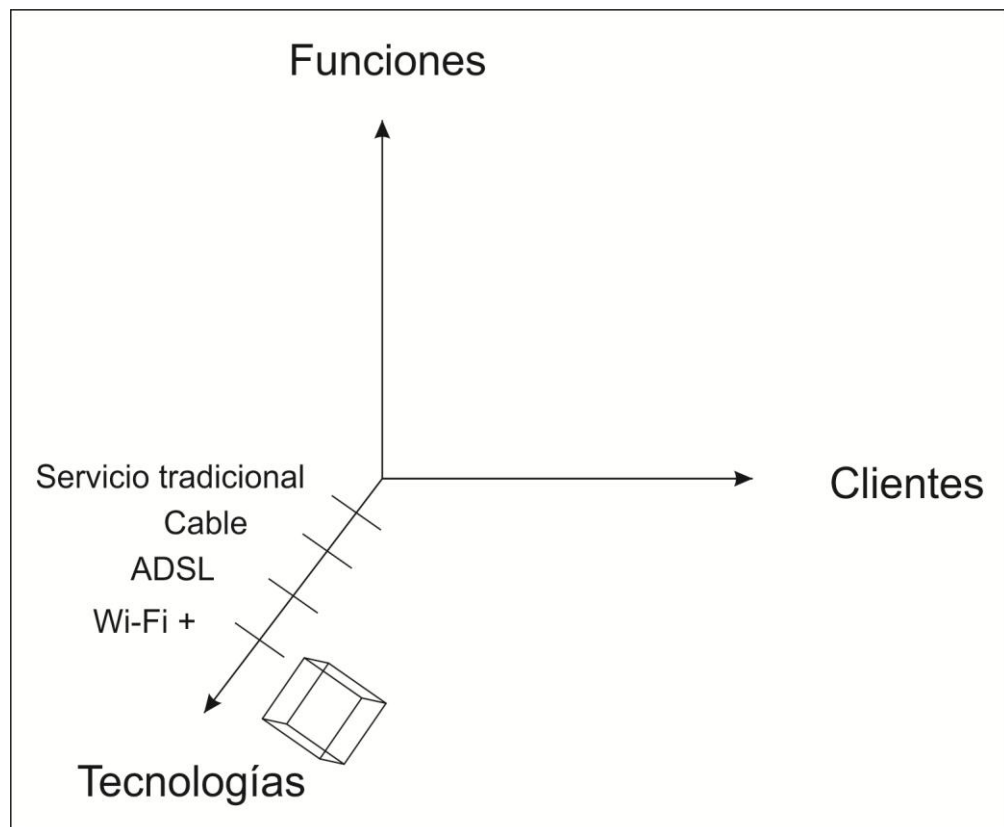 Funciones
Servicio tradicional
Clientes
Cable
ADSL
Wi-Fi +
Tecnologías